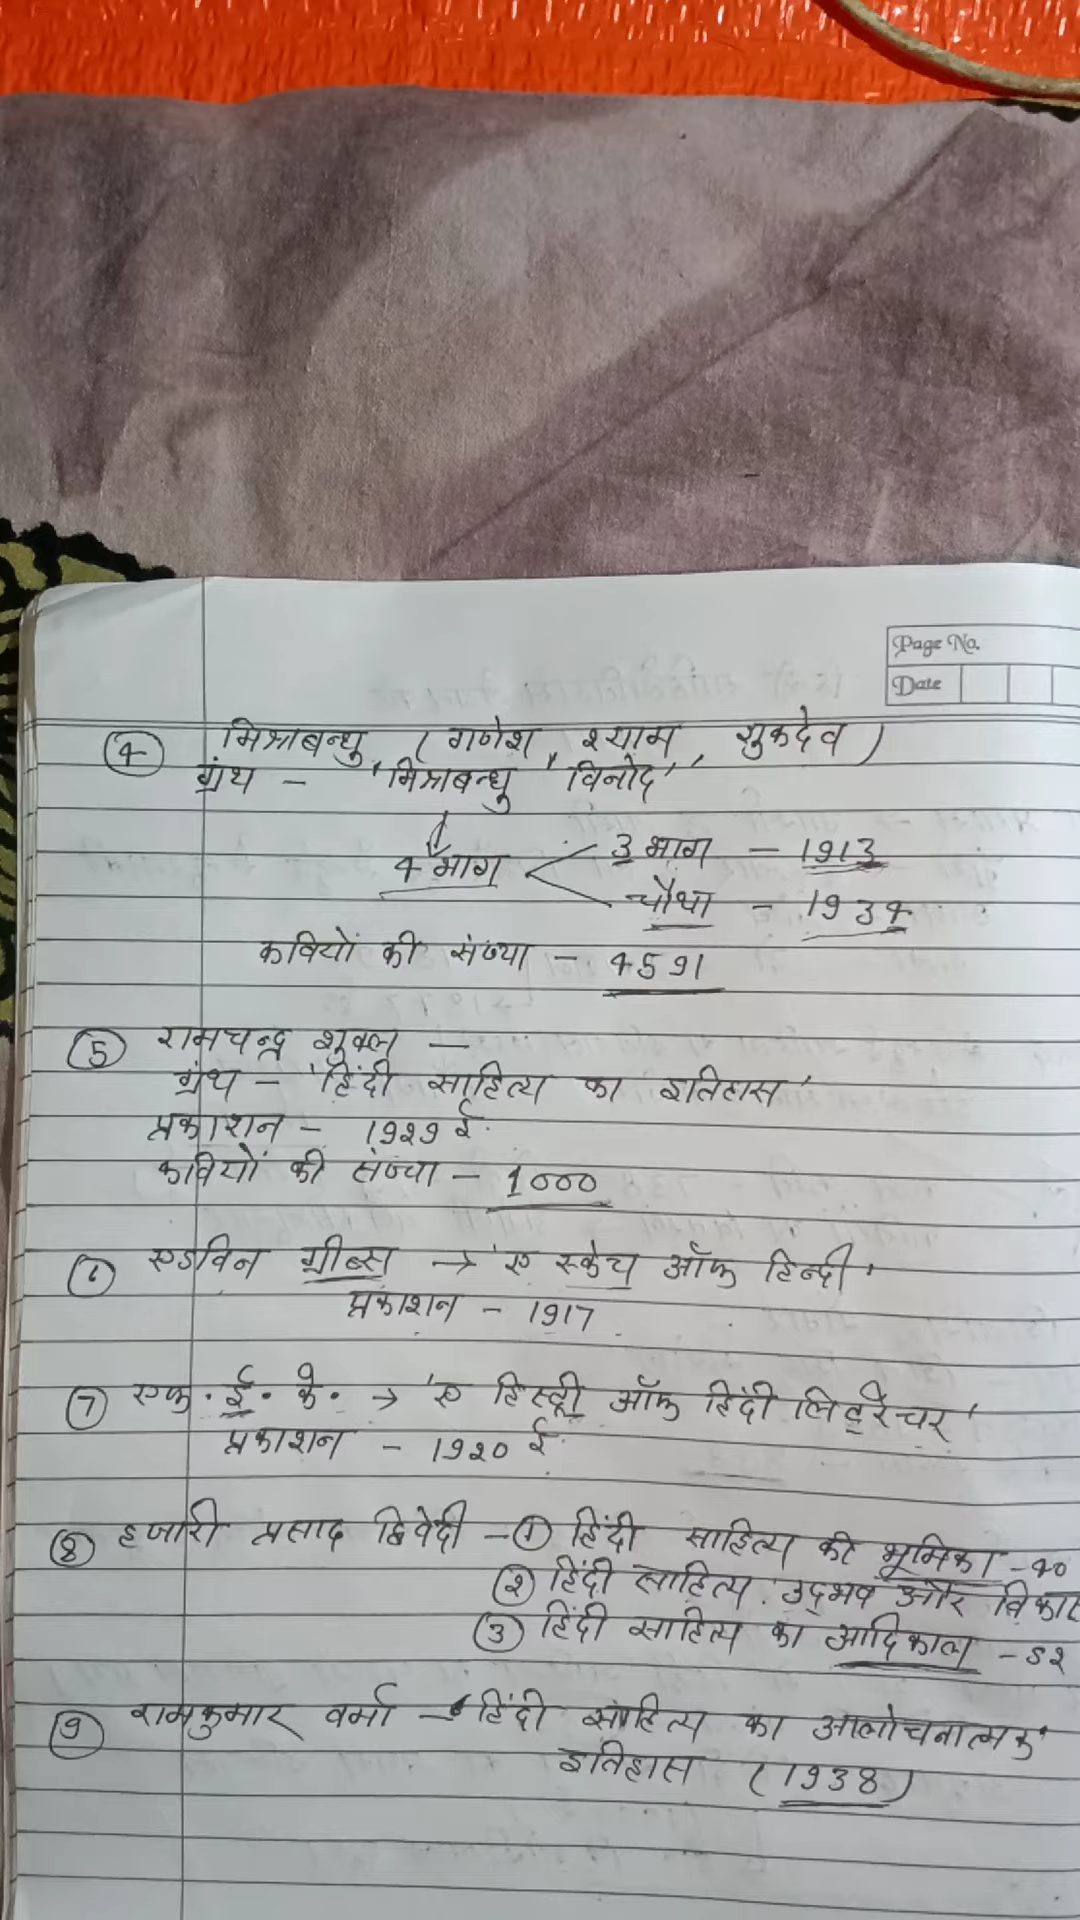 Page No.
Date
④ मिश्राबन्धु (गणेश, श्याम, शुकदेव)
ग्रंथ - 'मिश्राबन्धु विनोद'
4 भाग
3 भाग - 1913
चौथा - 1934
कवियों की संख्या - 4591
⑤ रामचन्द्र शुक्ल -
ग्रंथ - 'हिंदी साहित्य का इतिहास'
प्रकाशन - 1929 ई.
कवियों की संख्या - 1000
⑥ एडविन ग्रीब्स → 'ए स्केच ऑफ हिन्दी'
प्रकाशन - 1917
⑦ एफ. ई. के. → 'ए हिस्ट्री ऑफ हिंदी लिट्रेचर'
प्रकाशन - 1920 ई.
⑧ हजारी प्रसाद द्विवेदी - ① हिंदी साहित्य की भूमिका - 40
② हिंदी साहित्य : उद्भव और विकास
③ हिंदी साहित्य का आदिकाल - 52
⑨ रामकुमार वर्मा - 'हिंदी साहित्य का आलोचनात्मक
इतिहास (1938)